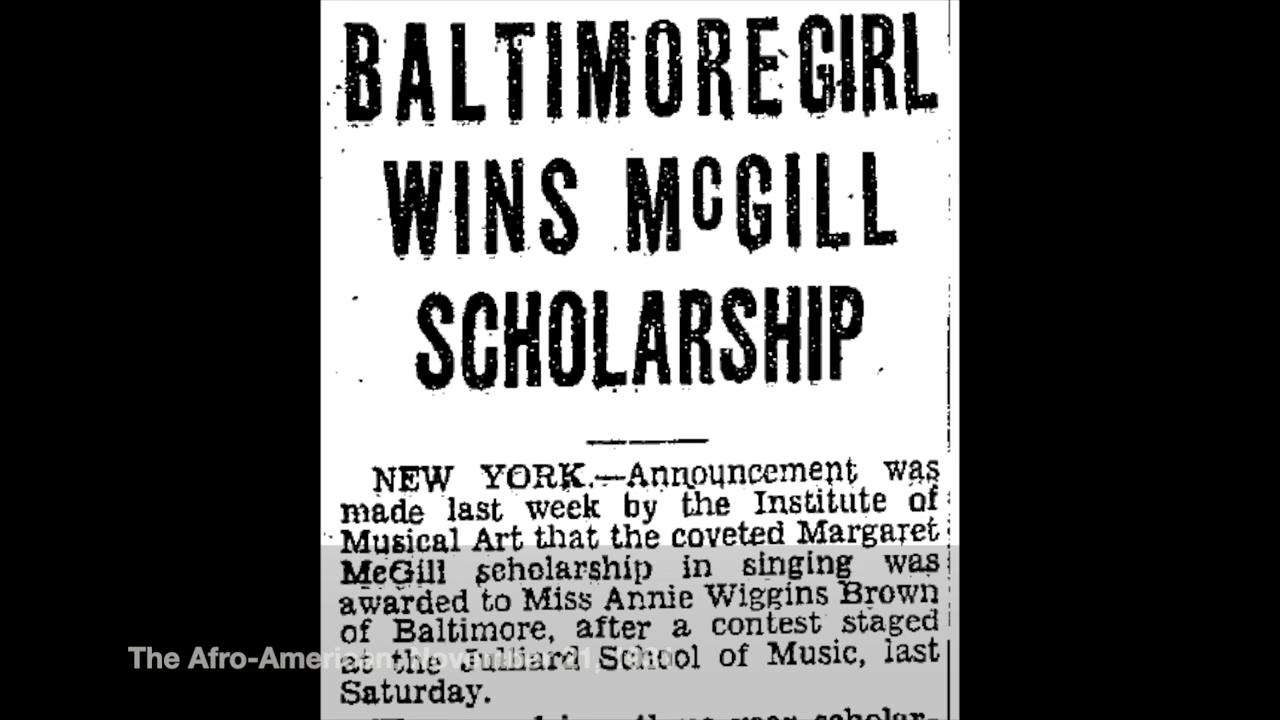 BALTIMORE GIRL
WINS McGILL
SCHOLARSHIP
NEW YORK.—Announcement was
made last week by the Institute of
Musical Art that the coveted Margaret
McGill scholarship in singing was
awarded to Miss Annie Wiggins Brown
of Baltimore, after a contest staged
at the Julliard School of Music, last
Saturday.
The Afro-American, November 21,